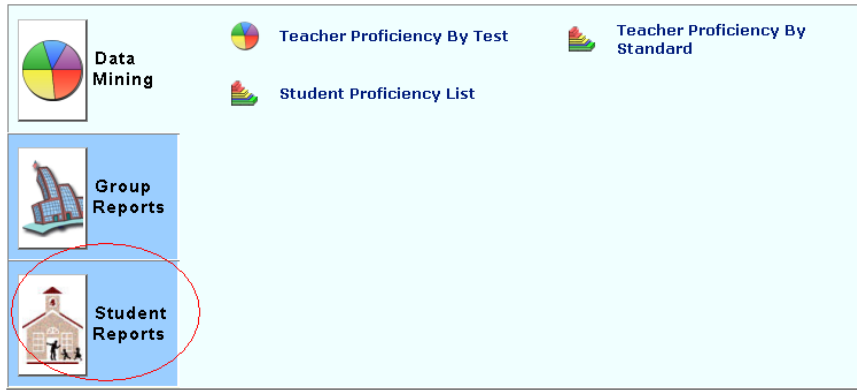 Data
Mining
Teacher Proficiency By Test
Teacher Proficiency By
Standard
Student Proficiency List
Group
Reports
Student
Reports